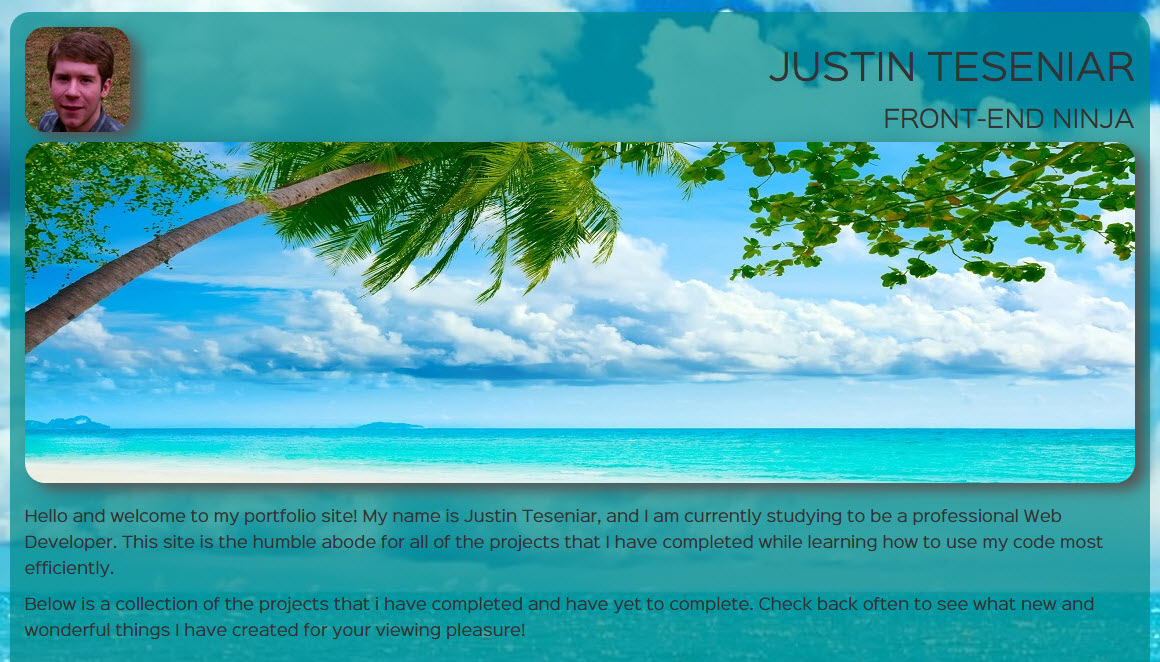 JUSTIN TESENIAR
FRONT-END NINJA
Hello and welcome to my portfolio site! My name is Justin Teseniar, and I am currently studying to be a professional Web
Developer. This site is the humble abode for all of the projects that I have completed while learning how to use my code most
efficiently.
Below is a collection of the projects that i have completed and have yet to complete. Check back often to see what new and
wonderful things I have created for your viewing pleasure!